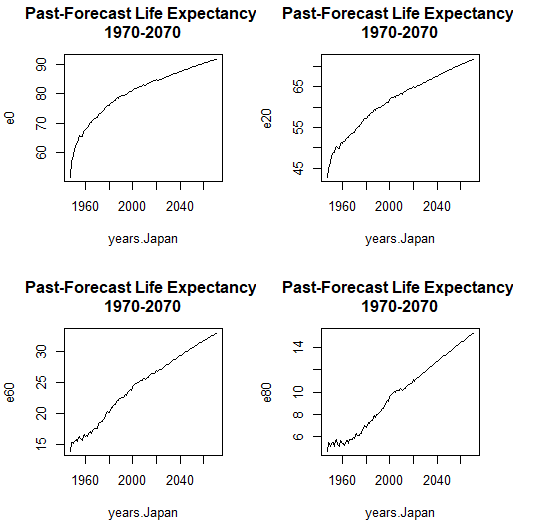 Past-Forecast Life Expectancy
1970-2070
e0
60 70 80 90
1960 2000 2040
years.Japan
Past-Forecast Life Expectancy
1970-2070
e20
45 55 65
1960 2000 2040
years.Japan
Past-Forecast Life Expectancy
1970-2070
e60
15 20 25 30
1960 2000 2040
years.Japan
Past-Forecast Life Expectancy
1970-2070
e80
6 8 10 14
1960 2000 2040
years.Japan